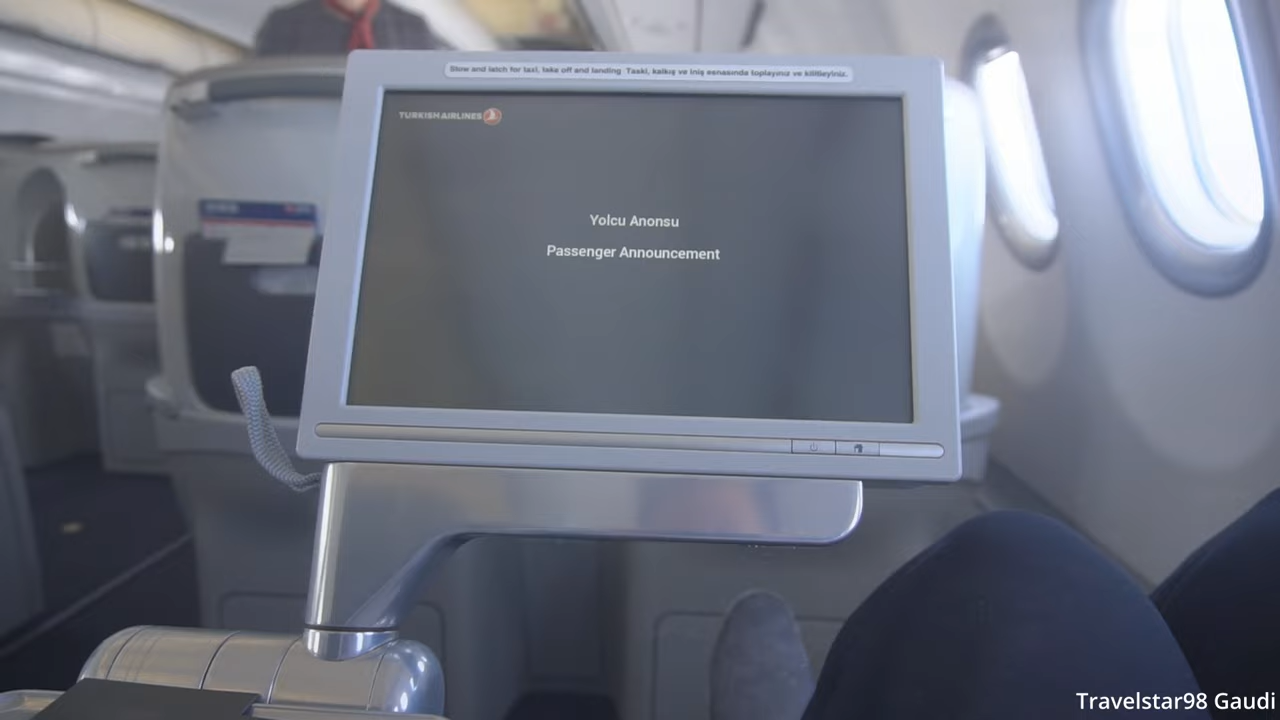 Stow and latch for taxi, take off and landing Taski, kalkış ve iniş esnasında toplayınız ve kilitleyiniz.
TURKISH AIRLINES
Yolcu Anonsu
Passenger Announcement
Travelstar98 Gaudi